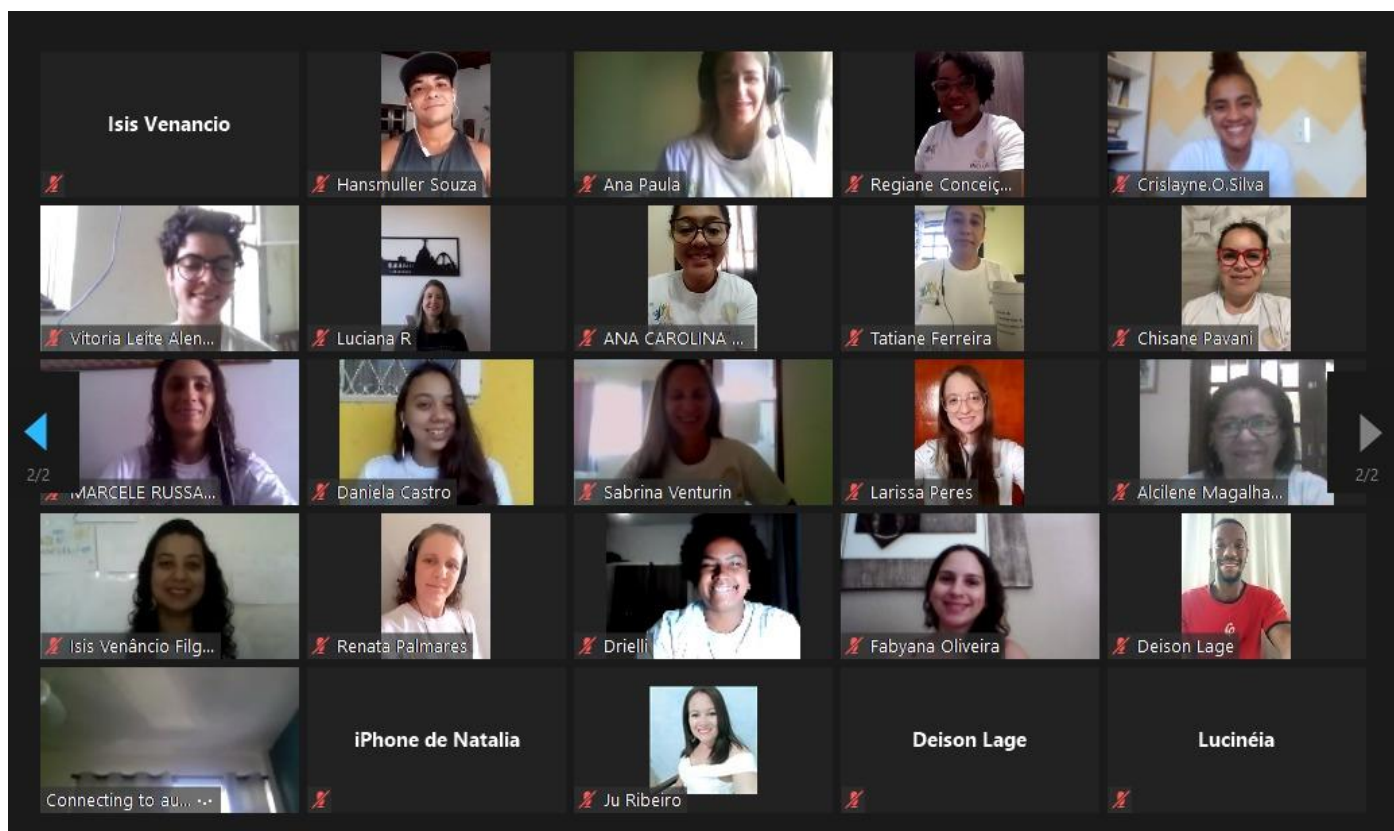 Isis Venancio
Hansmuller Souza
Ana Paula
Regiane Conceiç...
Crislayne.O.Silva
Vitoria Leite Alen...
Luciana R
ANA CAROLINA ...
Tatiane Ferreira
Chisane Pavani
2/2
MARCELE RUSSA...
Daniela Castro
Sabrina Venturin
Larissa Peres
Alcilene Magalha...
2/2
Isis Venâncio Filg...
Renata Palmares
Drielli
Fabyana Oliveira
Deison Lage
Connecting to au...
iPhone de Natalia
Ju Ribeiro
Deison Lage
Lucinéia